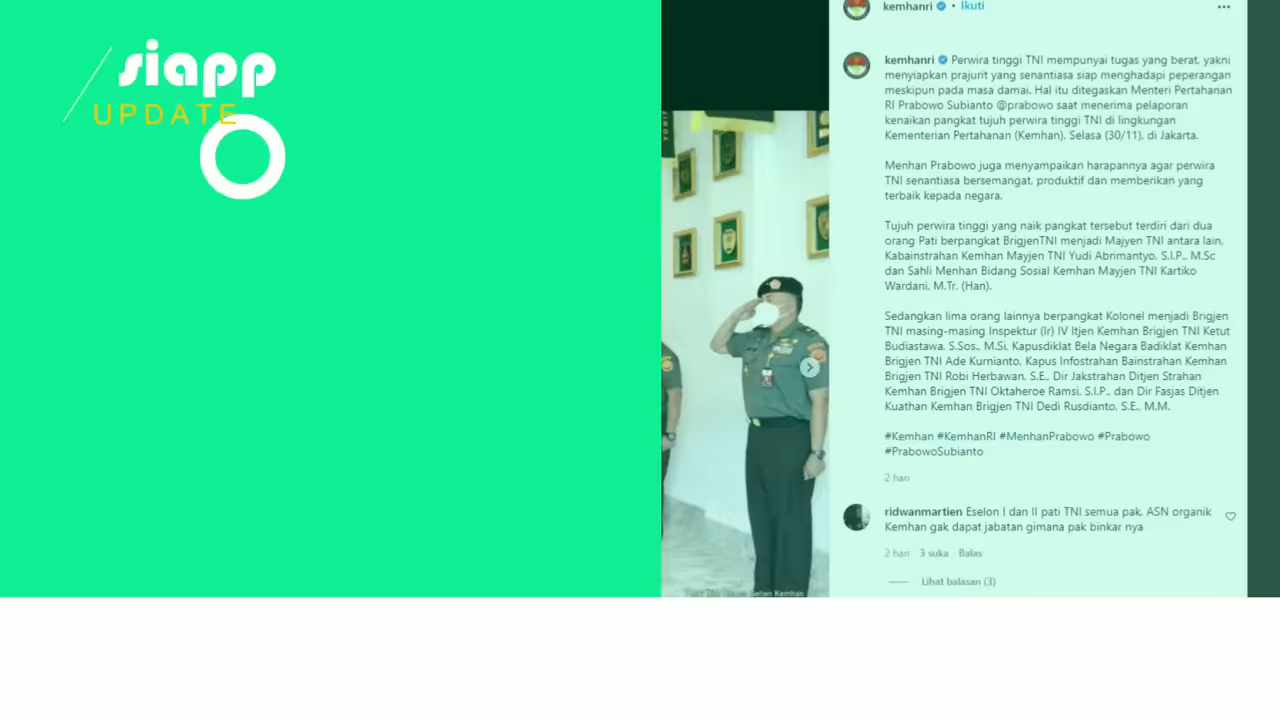 siapp
UPDATE
kemhanri • Ikuti
kemhanri Perwira tinggi TNI mempunyai tugas yang berat, yakni
menyiapkan prajurit yang senantiasa siap menghadapi peperangan
meskipun pada masa damai. Hal itu ditegaskan Menteri Pertahanan
RI Prabowo Subianto @prabowo saat menerima pelaporan
kenaikan pangkat tujuh perwira tinggi TNI di lingkungan
Kementerian Pertahanan (Kemhan), Selasa (30/11), di Jakarta.
Menhan Prabowo juga menyampaikan harapannya agar perwira
TNI senantiasa bersemangat, produktif dan memberikan yang
terbaik kepada negara.
Tujuh perwira tinggi yang naik pangkat tersebut terdiri dari dua
orang Pati berpangkat BrigjenTNI menjadi Majyen TNI antara lain,
Kabainstrahan Kemhan Mayjen TNI Yudi Abrimantyo, S.I.P., M.Sc
dan Sahli Menhan Bidang Sosial Kemhan Mayjen TNI Kartiko
Wardani, M.Tr. (Han).
Sedangkan lima orang lainnya berpangkat Kolonel menjadi Brigjen
TNI masing-masing Inspektur (Ir) IV Itjen Kemhan Brigjen TNI Ketut
Budiastawa, S.Sos., M.Si, Kapusdiklat Bela Negara Badiklat Kemhan
Brigjen TNI Ade Kurnianto, Kapus Infostrahan Bainstrahan Kemhan
Brigjen TNI Robi Herbawan, S.E., Dir Jakstrahan Ditjen Strahan
Kemhan Brigjen TNI Oktaheroe Ramsi, S.I.P., dan Dir Fasjas Ditjen
Kuathan Kemhan Brigjen TNI Dedi Rusdianto, S.E., M.M.
#Kemhan #KemhanRI #MenhanPrabowo #Prabowo
#PrabowoSubianto
2 hari
ridwanmartien Eselon I dan II pati TNI semua pak, ASN organik
Kemhan gak dapat jabatan gimana pak binkar nya
2 hari 3 suka Balas
Lihat balasan (3)
Setjen Kemhan